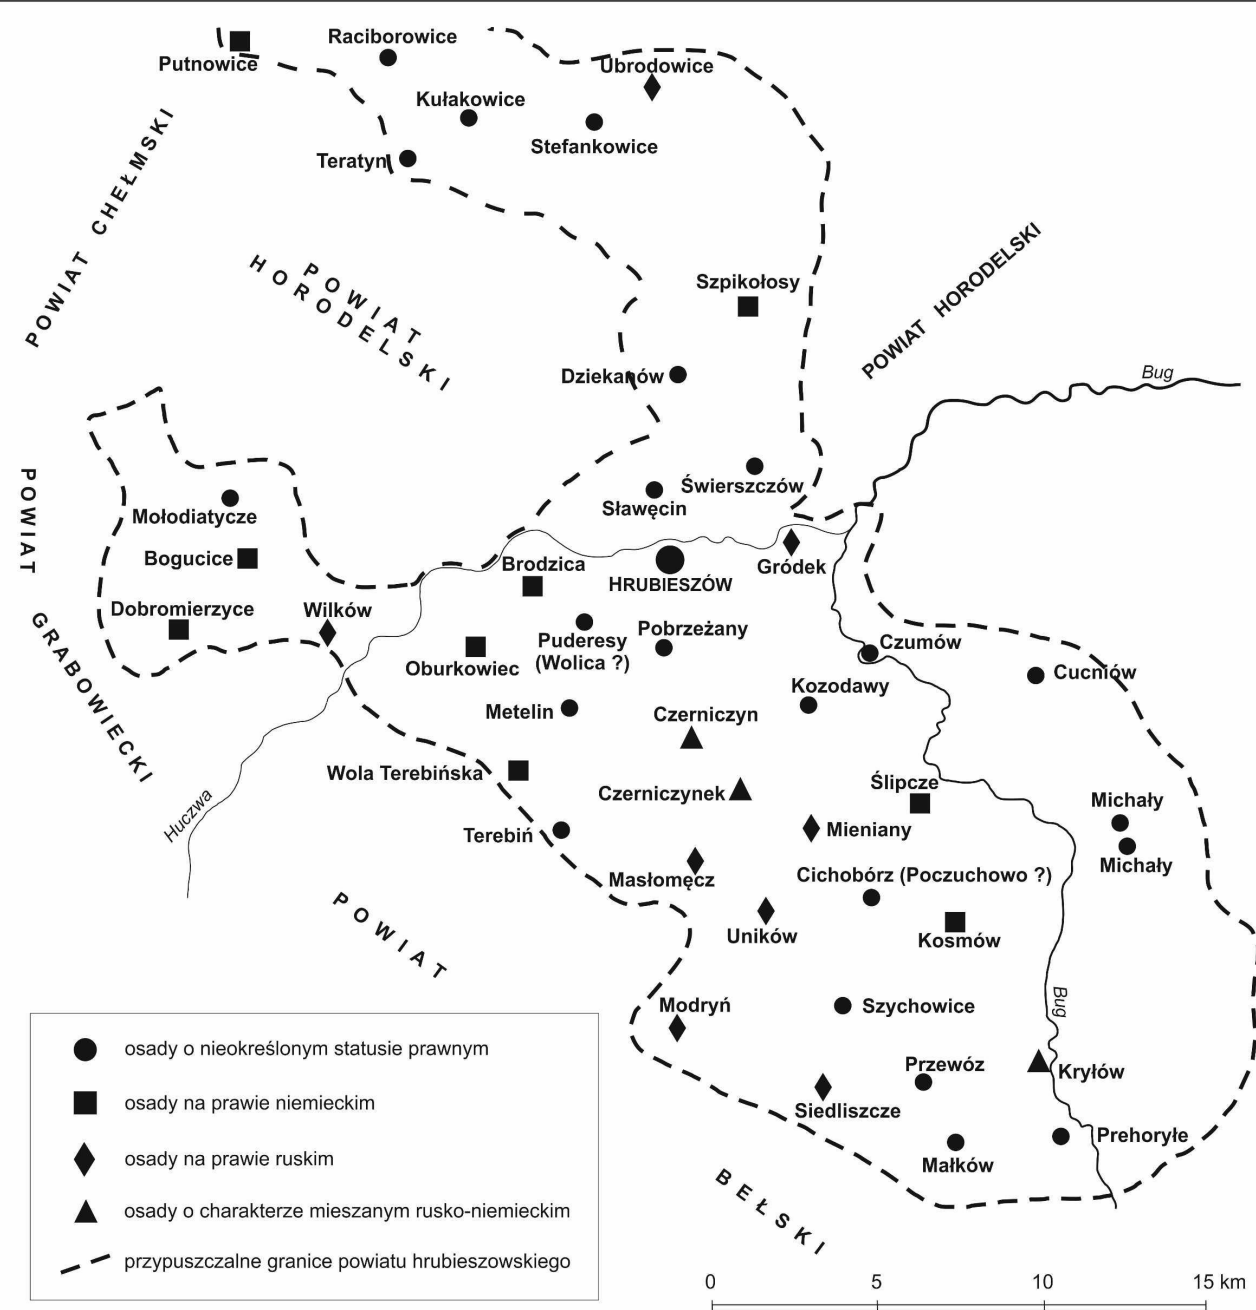 Raciborowice
Putnowice
Ubrodowice
Kułakowice
Stefankowice
Teratyn
POWIAT CHEŁMSKI
POWIAT
HORODELSKI
POWIAT HORODELSKI
Szpikołosy
Dziekanów
Bug
Świerszczów
Sławęcin
Mołodiatycze
Bogucice
Dobromierzyce
Wilków
Brodzica
HRUBIESZÓW
Gródek
POWIAT
GRABOWIECKI
Puderesy
(Wolica ?)
Pobrzeżany
Oburkowiec
Czumów
Cucniów
Kozodawy
Metelin
Czerniczyn
Wola Terebińska
Czerniczynek
Ślipcze
Huczwa
Terebiń
Mieniany
Michały
Michały
Masłomęcz
Cichobórz (Poczuchowo ?)
Uników
Kosmów
POWIAT
Modryń
Szychowice
Bug
Przewóz
Kryłów
Siedliszcze
Prehoryłe
Małków
BEŁSKI
osady o nieokreślonym statusie prawnym
osady na prawie niemieckim
osady na prawie ruskim
osady o charakterze mieszanym rusko-niemieckim
przypuszczalne granice powiatu hrubieszowskiego
0 5 10 15 km